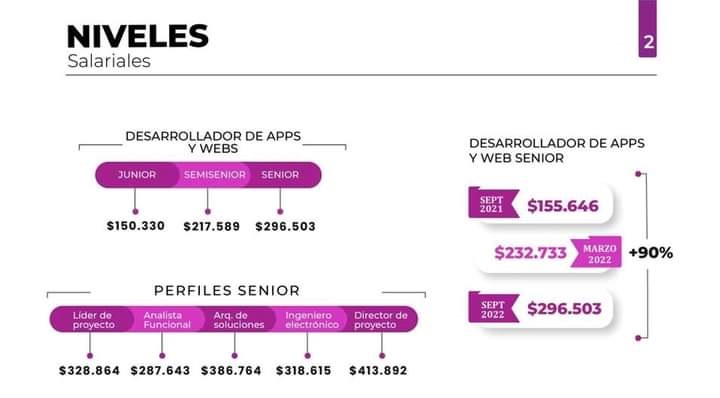 NIVELES
Salariales
2
DESARROLLADOR DE APPS
Y WEBS
JUNIOR SEMISENIOR SENIOR
$150.330 $217.589 $296.503
PERFILES SENIOR
Líder de proyecto
Analista Funcional
Arq. de soluciones
Ingeniero electrónico
Director de proyecto
$328.864 $287.643 $386.764 $318.615 $413.892
DESARROLLADOR DE APPS
Y WEB SENIOR
SEPT
2021
$155.646
$232.733
MARZO
2022
+90%
SEPT
2022
$296.503